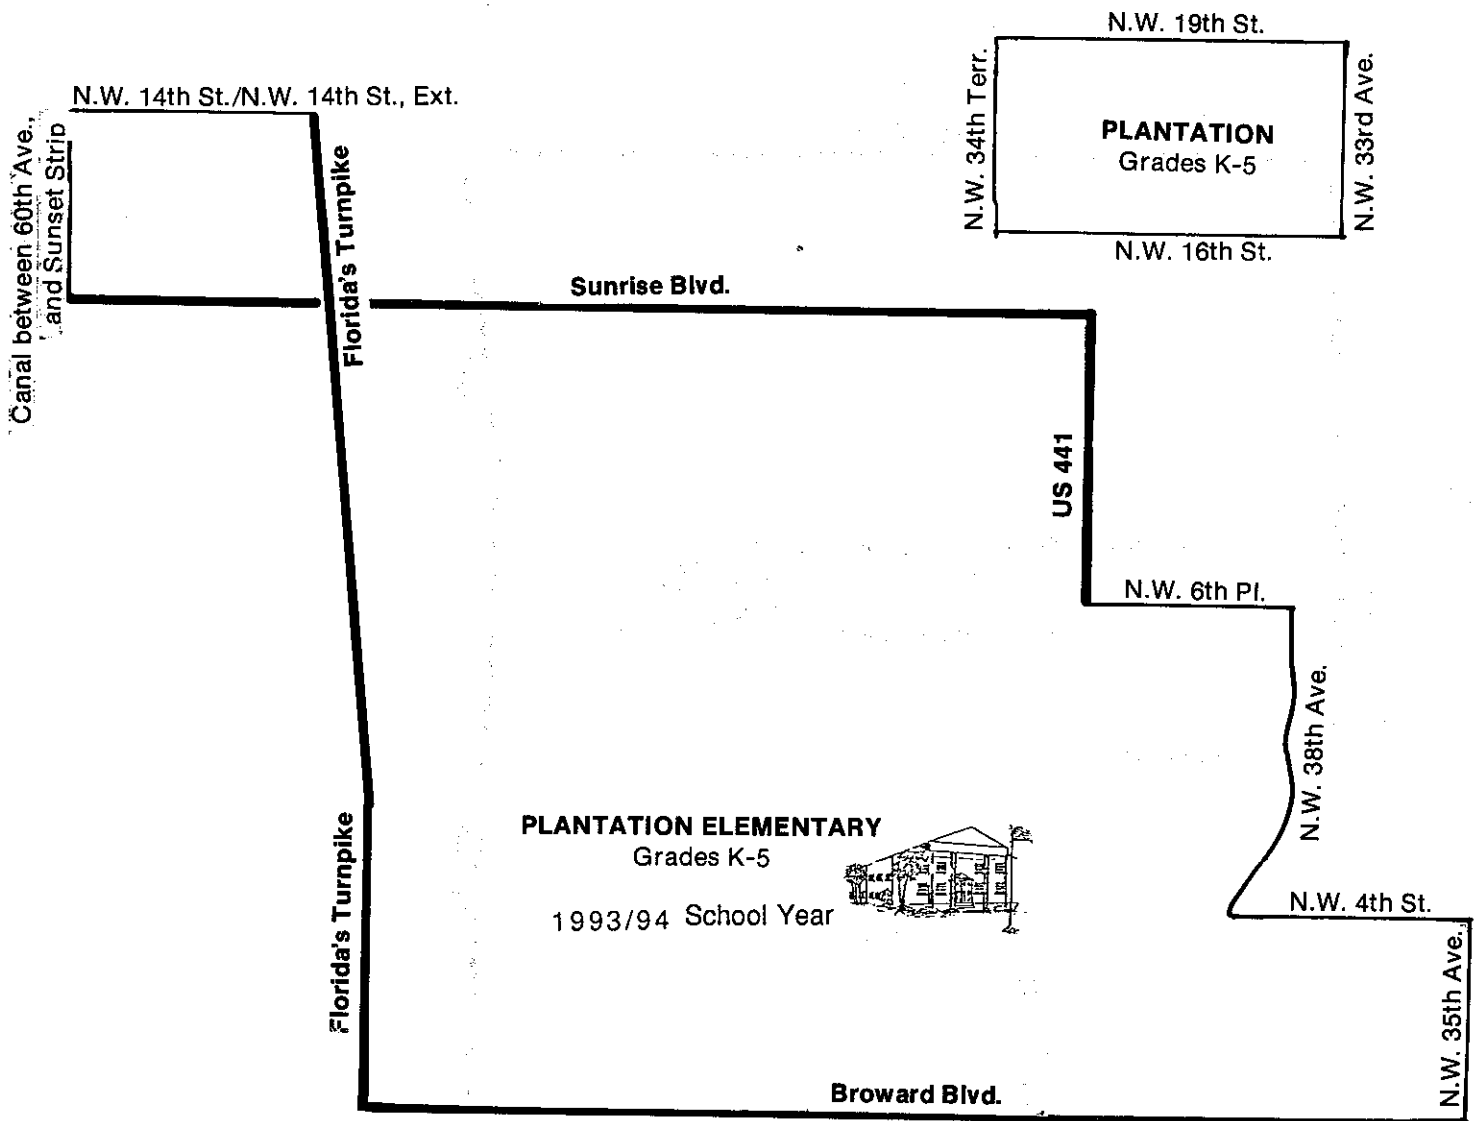 N.W. 19th St.
N.W. 34th Terr.
PLANTATION
Grades K-5
N.W. 33rd Ave.
N.W. 16th St.
N.W. 14th St./N.W. 14th St., Ext.
Canal between 60th Ave.,
and Sunset Strip
Florida's Turnpike
Sunrise Blvd.
US 441
N.W. 6th Pl.
N.W. 38th Ave.
PLANTATION ELEMENTARY
Grades K-5
1993/94 School Year
Florida's Turnpike
N.W. 4th St.
N.W. 35th Ave.
Broward Blvd.